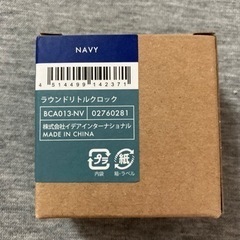 NAVY
4 514499 142371
ラウンドリトルクロック
BCA013-NV 02760281
株式会社イデアインターナショナル
MADE IN CHINA
プラ 紙
内袋 箱・ラベル